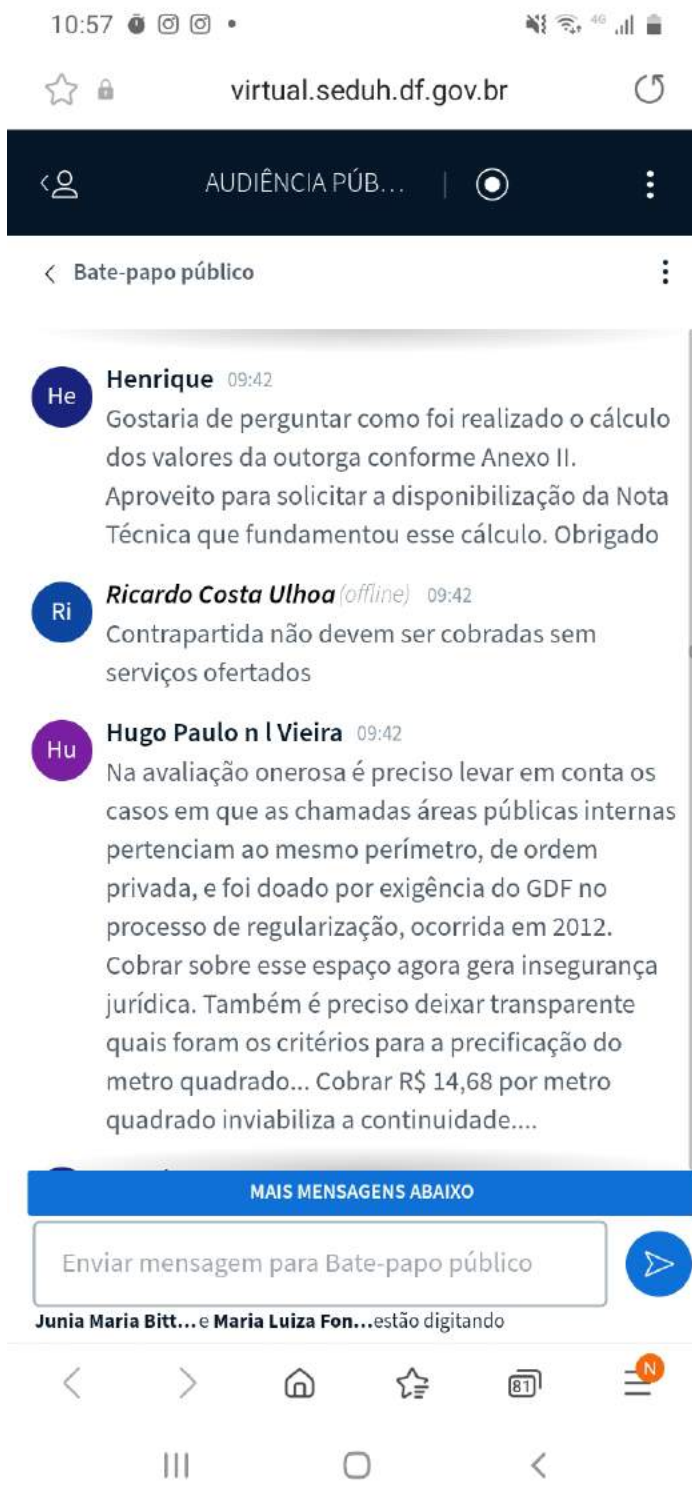 10:57
4G
virtual.seduh.df.gov.br
AUDIÊNCIA PÚB...
Bate-papo público
He
Henrique 09:42
Gostaria de perguntar como foi realizado o cálculo
dos valores da outorga conforme Anexo II.
Aproveito para solicitar a disponibilização da Nota
Técnica que fundamentou esse cálculo. Obrigado
Ri
Ricardo Costa Ulhoa (offline) 09:42
Contrapartida não devem ser cobradas sem
serviços ofertados
Hu
Hugo Paulo n l Vieira 09:42
Na avaliação onerosa é preciso levar em conta os
casos em que as chamadas áreas públicas internas
pertenciam ao mesmo perímetro, de ordem
privada, e foi doado por exigência do GDF no
processo de regularização, ocorrida em 2012.
Cobrar sobre esse espaço agora gera insegurança
jurídica. Também é preciso deixar transparente
quais foram os critérios para a precificação do
metro quadrado... Cobrar R$ 14,68 por metro
quadrado inviabiliza a continuidade....
MAIS MENSAGENS ABAIXO
Enviar mensagem para Bate-papo público
Junia Maria Bitt... e Maria Luiza Fon...estão digitando
81
N